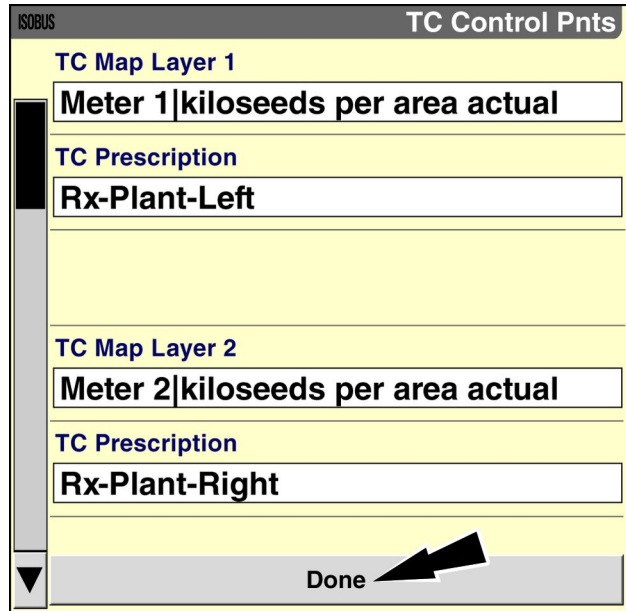 ISOBUS
TC Control Pnts
TC Map Layer 1
Meter 1|kiloseeds per area actual
TC Prescription
Rx-Plant-Left
TC Map Layer 2
Meter 2|kiloseeds per area actual
TC Prescription
Rx-Plant-Right
Done